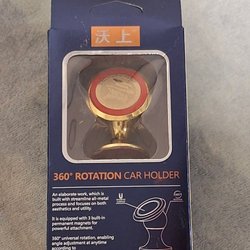 沃上
360° ROTATION CAR HOLDER
An elaborate work, which is
built with streamline all-metal
process and focuses on both
aesthetics and utility.
It is equipped with 3 built-in
permanent magnets for
powerful attachment.
360° universal rotation, enabling
angle adjustment at anytime
according to